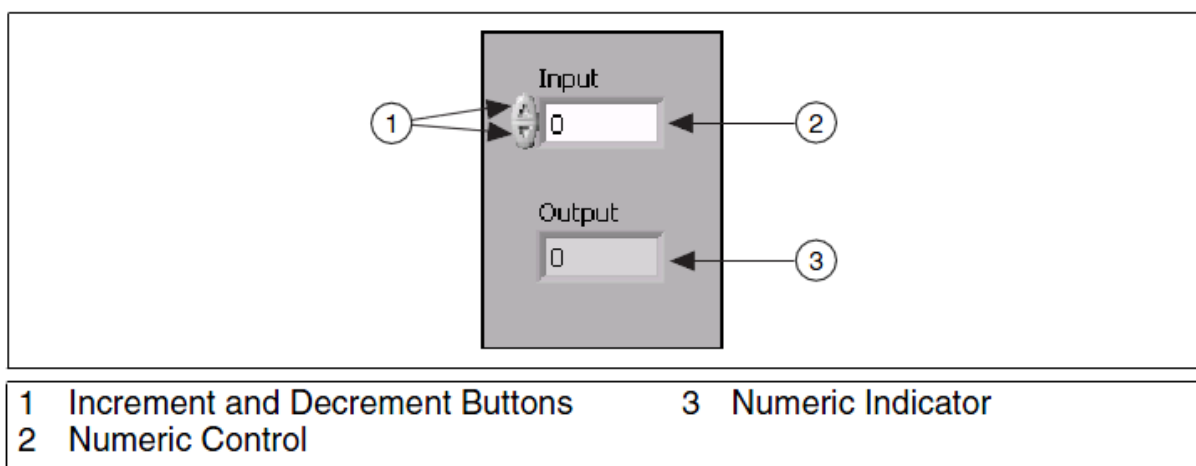 Input
1
0
2
Output
0
3
1 Increment and Decrement Buttons 3 Numeric Indicator
2 Numeric Control